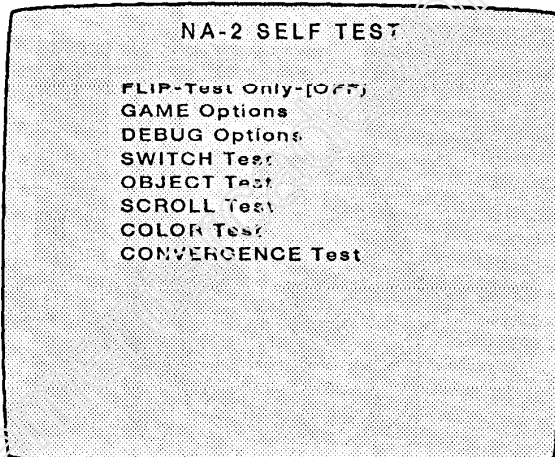 NA-2 SELF TEST
FLIP-Test Only-[OFF]
GAME Options
DEBUG Options
SWITCH Test
OBJECT Test
SCROLL Test
COLOR Test
CONVERGENCE Test